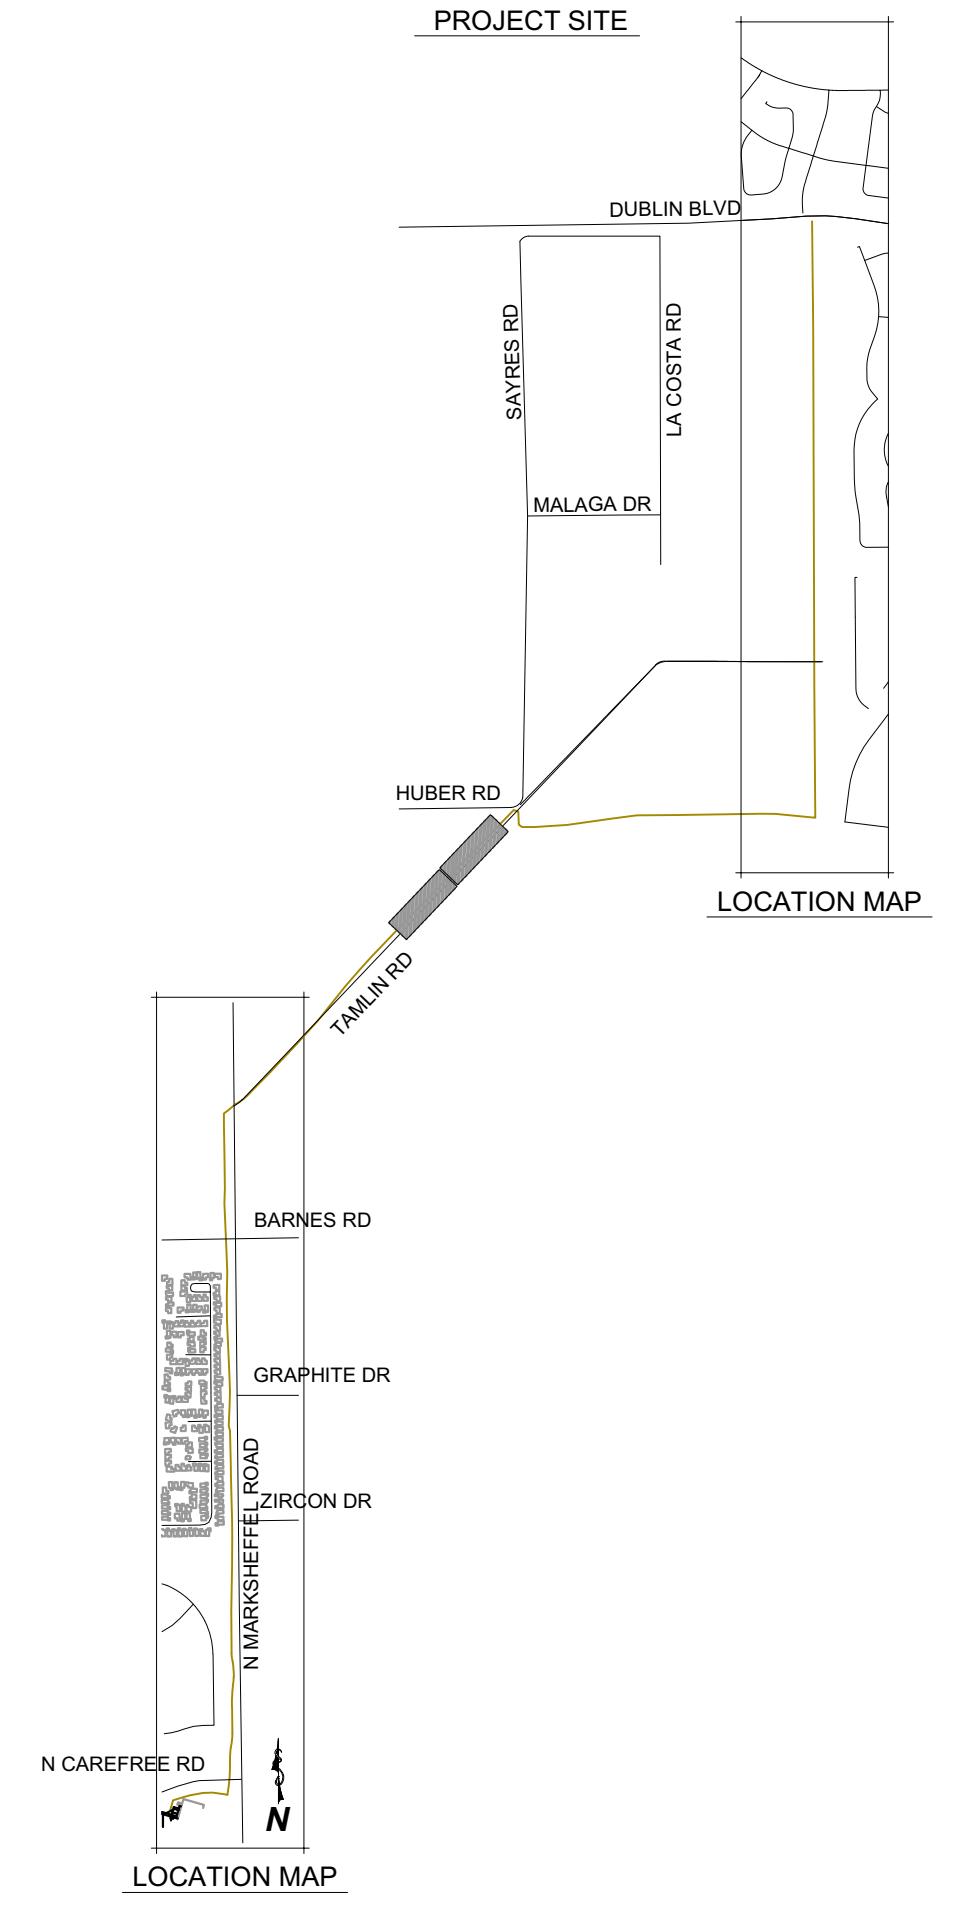 PROJECT SITE
DUBLIN BLVD
SAYRES RD
LA COSTA RD
MALAGA DR
HUBER RD
LOCATION MAP
TAMLIN RD
BARNES RD
GRAPHITE DR
N MARKSHEFFEL ROAD
ZIRCON DR
N CAREFREE RD
N
LOCATION MAP